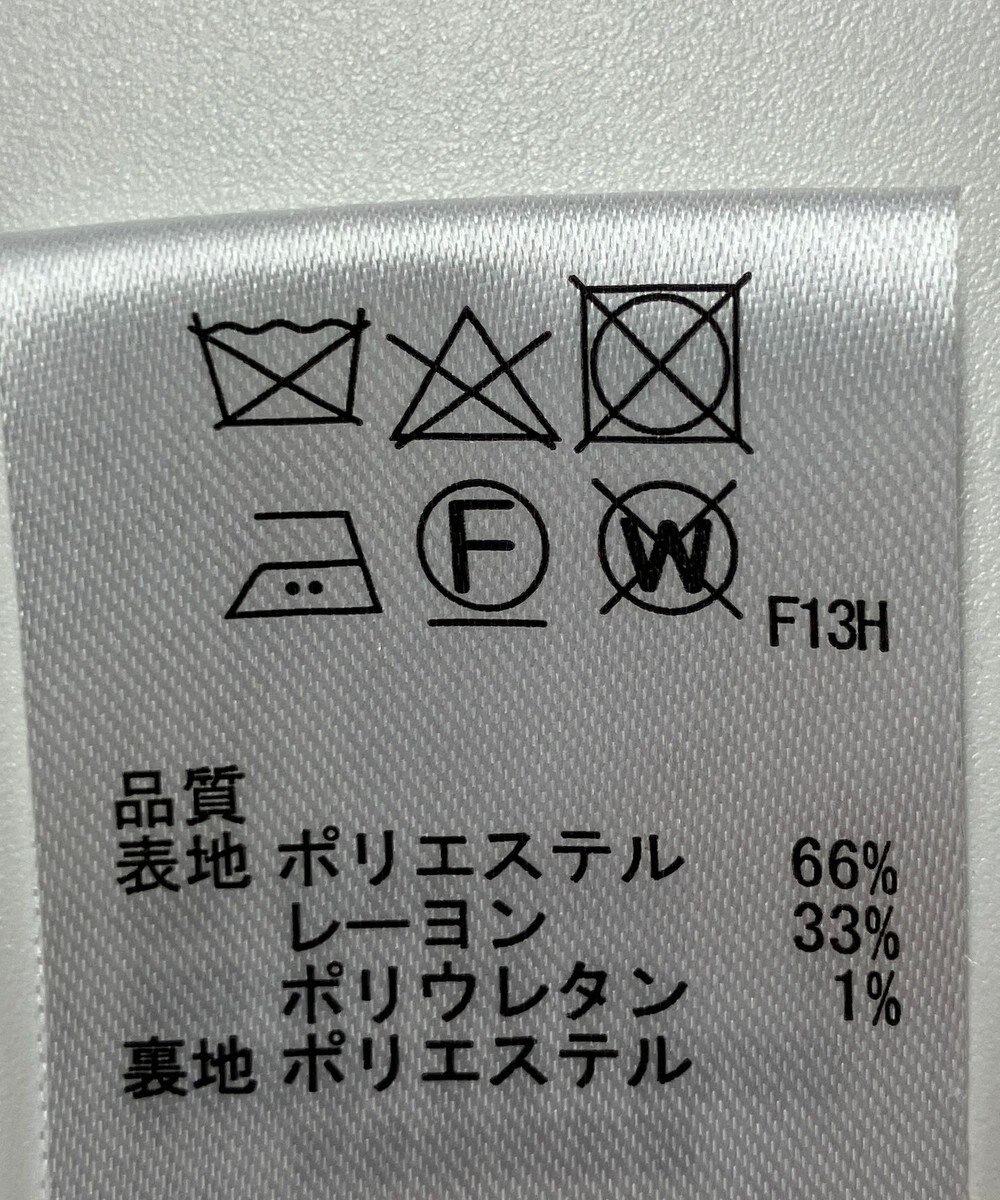 F W F13H
品質
表地 ポリエステル 66%
レーヨン 33%
ポリウレタン 1%
裏地 ポリエステル